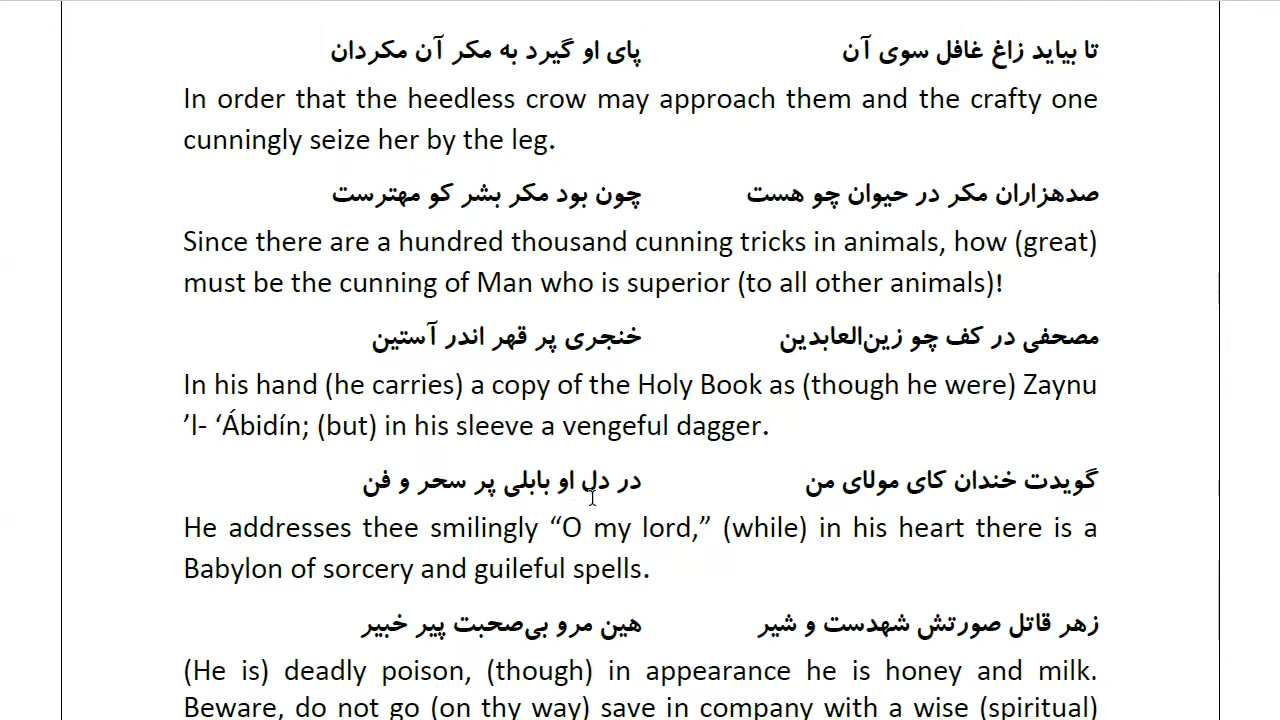 تا بیاید زاغ غافل سوی آن پای او گیرد به مکر آن مکردان
In order that the heedless crow may approach them and the crafty one
cunningly seize her by the leg.
صدهزاران مکر در حیوان چو هست چون بود مکر بشر کو مهترست
Since there are a hundred thousand cunning tricks in animals, how (great)
must be the cunning of Man who is superior (to all other animals)!
مصحفی در کف چو زین‌العابدین خنجری پر قهر اندر آستین
In his hand (he carries) a copy of the Holy Book as (though he were) Zaynu
’l- ‘Ábidín; (but) in his sleeve a vengeful dagger.
گویدت خندان کای مولای من در دل او بابلی پر سحر و فن
He addresses thee smilingly “O my lord,” (while) in his heart there is a
Babylon of sorcery and guileful spells.
زهر قاتل صورتش شهدست و شیر هین مرو بی‌صحبت پیر خبیر
(He is) deadly poison, (though) in appearance he is honey and milk.
Beware, do not go (on thy way) save in company with a wise (spiritual)